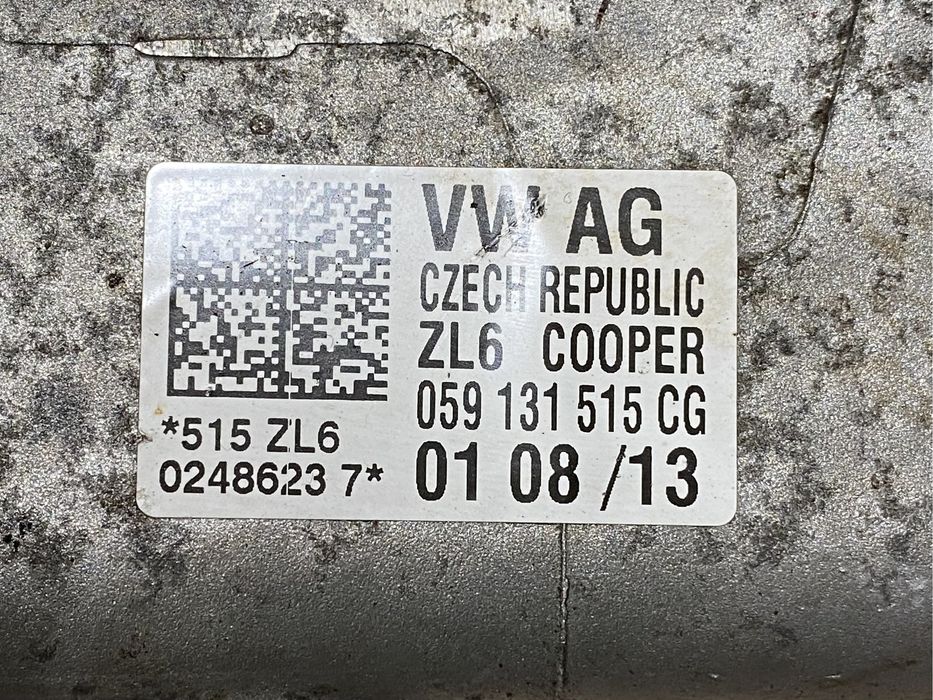 VW AG
CZECH REPUBLIC
ZL6 COOPER
059 131 515 CG
01 08 /13
*515 ZL6
0248623 7*